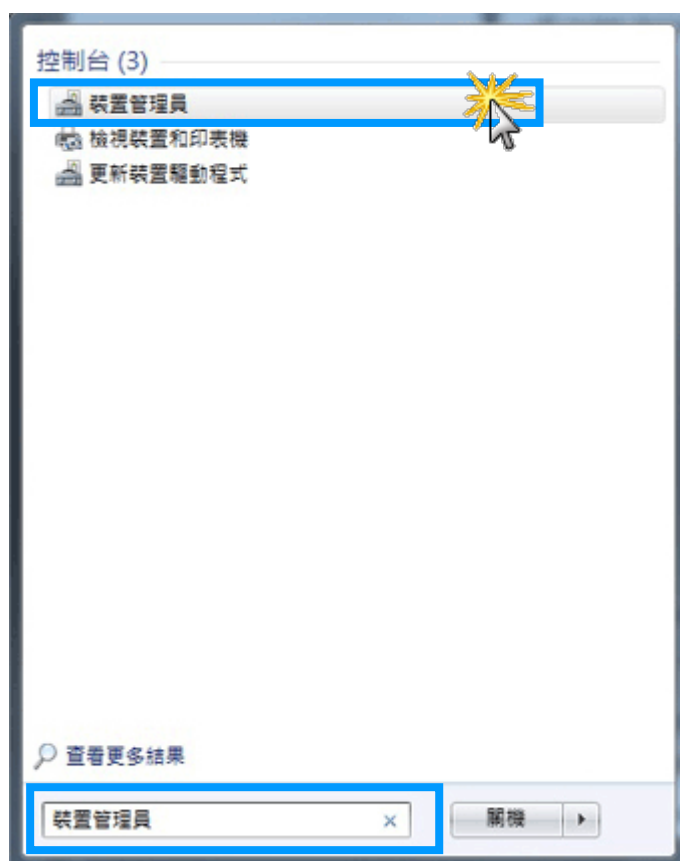 控制台 (3)
裝置管理員
檢視裝置和印表機
更新裝置驅動程式
查看更多結果
裝置管理員
關機